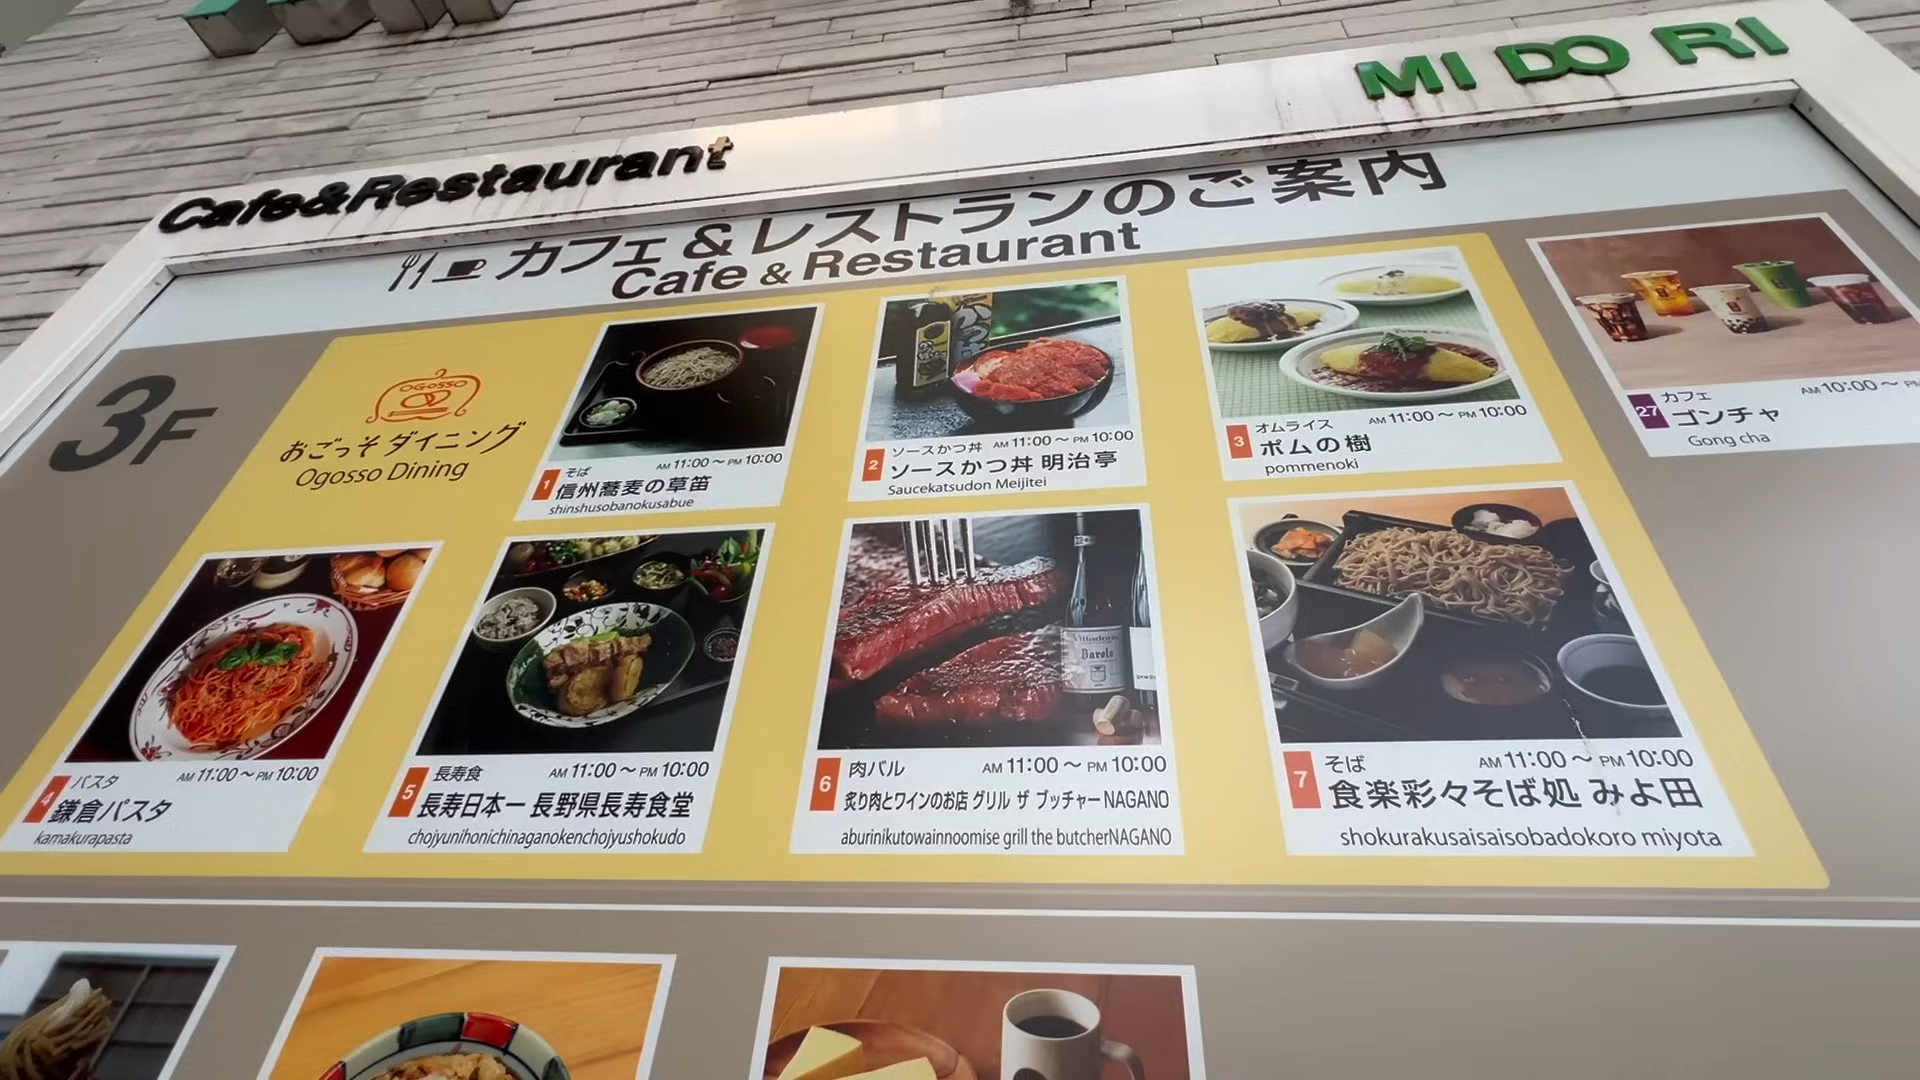 MIDORI
Cafe&Restaurant
カフェ&レストランのご案内
Cafe & Restaurant
3F
OGOSSO
おごっそダイニング
Ogosso Dining
1
そば
AM 11:00～PM 10:00
信州蕎麦の草笛
shinshusobanokusabue
2
ソースかつ丼
AM 11:00～PM 10:00
ソースかつ丼 明治亭
Saucekatsudon Meijitei
3
オムライス
AM 11:00～PM 10:00
ポムの樹
pommenoki
27
カフェ
AM 10:00～
ゴンチャ
Gong cha
4
パスタ
AM 11:00～PM 10:00
鎌倉パスタ
kamakurapasta
5
長寿食
AM 11:00～PM 10:00
長寿日本一 長野県長寿食堂
chojyunihonichinaganokenchojyushokudo
6
肉バル
AM 11:00～PM 10:00
炙り肉とワインのお店 グリル ザ ブッチャーNAGANO
aburinikutowainnoomise grill the butcherNAGANO
Barolo
7
そば
AM 11:00～PM 10:00
食楽彩々そば処 みよ田
shokurakusaisaisobadokoro miyota